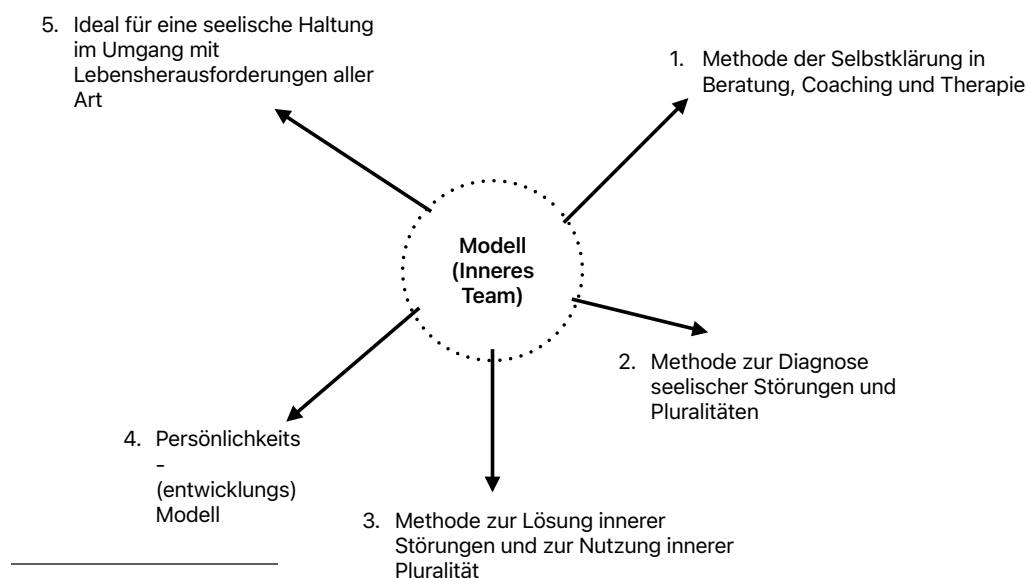 5. Ideal für eine seelische Haltung
im Umgang mit
Lebensherausforderungen aller
Art
1. Methode der Selbstklärung in
Beratung, Coaching und Therapie
Modell
(Inneres
Team)
2. Methode zur Diagnose
seelischer Störungen und
Pluralitäten
4. Persönlichkeits
-
(entwicklungs)
Modell
3. Methode zur Lösung innerer
Störungen und zur Nutzung innerer
Pluralität